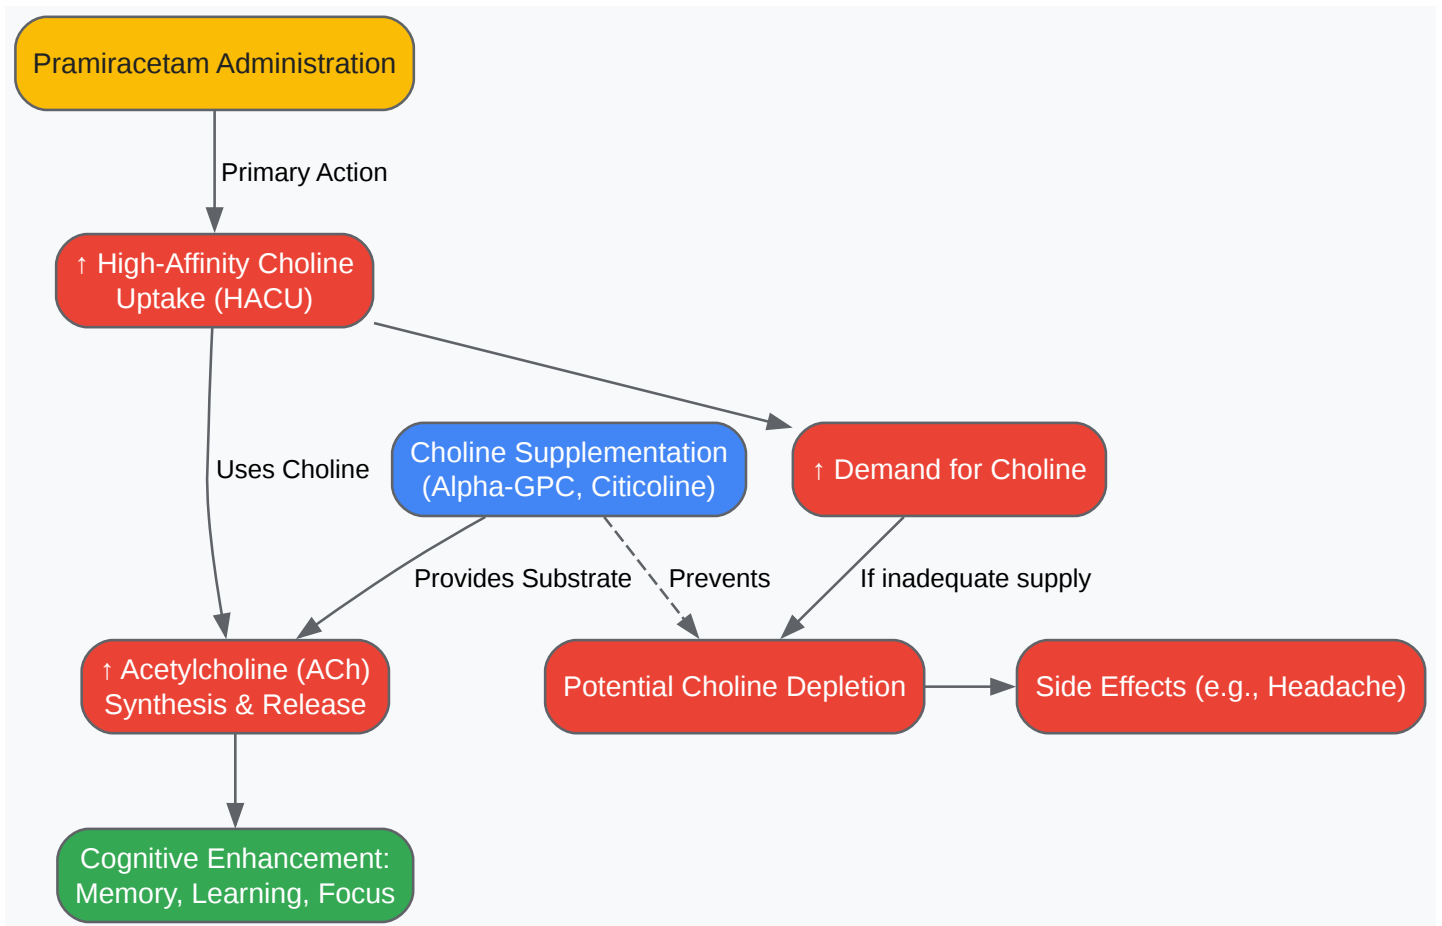 Pramiracetam Administration
Primary Action
↑ High-Affinity Choline
Uptake (HACU)
Uses Choline
Choline Supplementation
(Alpha-GPC, Citicoline)
↑ Demand for Choline
Provides Substrate
Prevents
If inadequate supply
↑ Acetylcholine (ACh)
Synthesis & Release
Potential Choline Depletion
Side Effects (e.g., Headache)
Cognitive Enhancement:
Memory, Learning, Focus